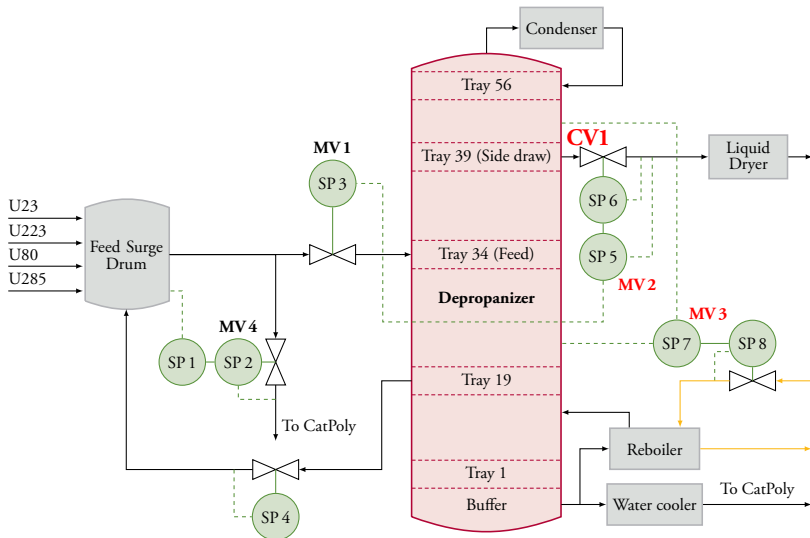 Condenser
Tray 56
CV1
MV 1
Tray 39 (Side draw)
Liquid
Dryer
SP 3
SP 6
U23
U223
U80
U285
Feed Surge
Drum
Tray 34 (Feed)
SP 5
MV 2
Depropanizer
MV 3
MV 4
SP 1
SP 2
SP 7
SP 8
Tray 19
To CatPoly
Reboiler
Tray 1
To CatPoly
Buffer
Water cooler
SP 4